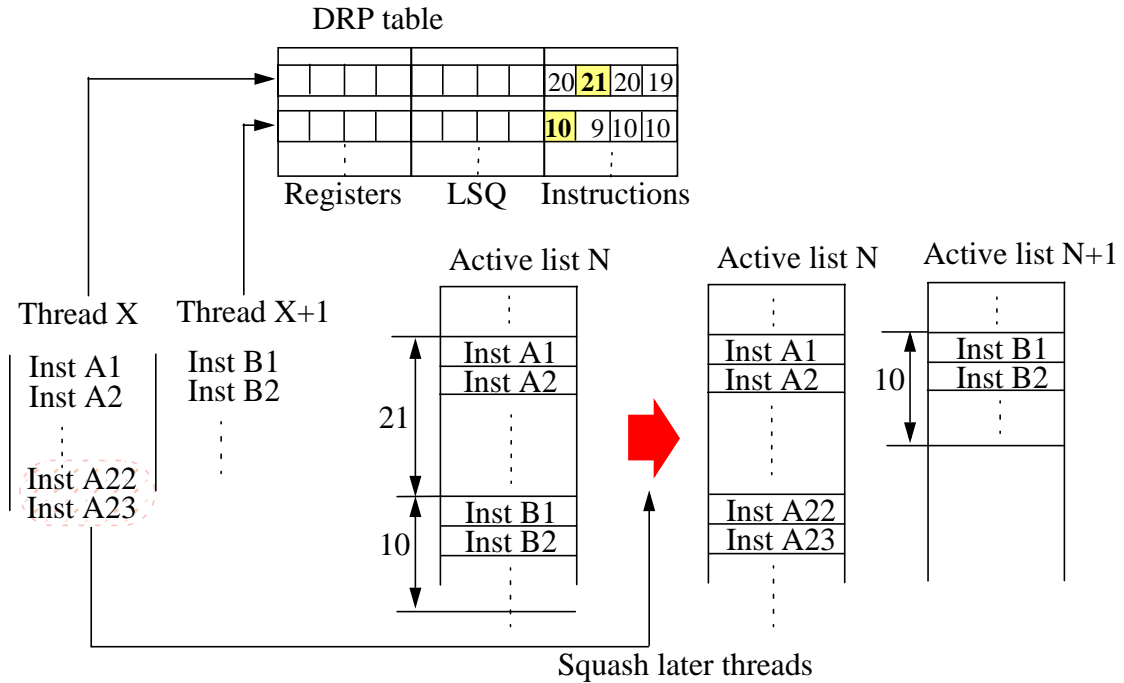 DRP table
20 21 20 19
10 9 10 10
Registers LSQ Instructions
Active list N
Active list N
Active list N+1
Thread X
Thread X+1
Inst A1
Inst A2
Inst A22
Inst A23
Inst B1
Inst B2
21
10
Inst A1
Inst A2
Inst B1
Inst B2
Inst A1
Inst A2
Inst A22
Inst A23
10
Inst B1
Inst B2
Squash later threads